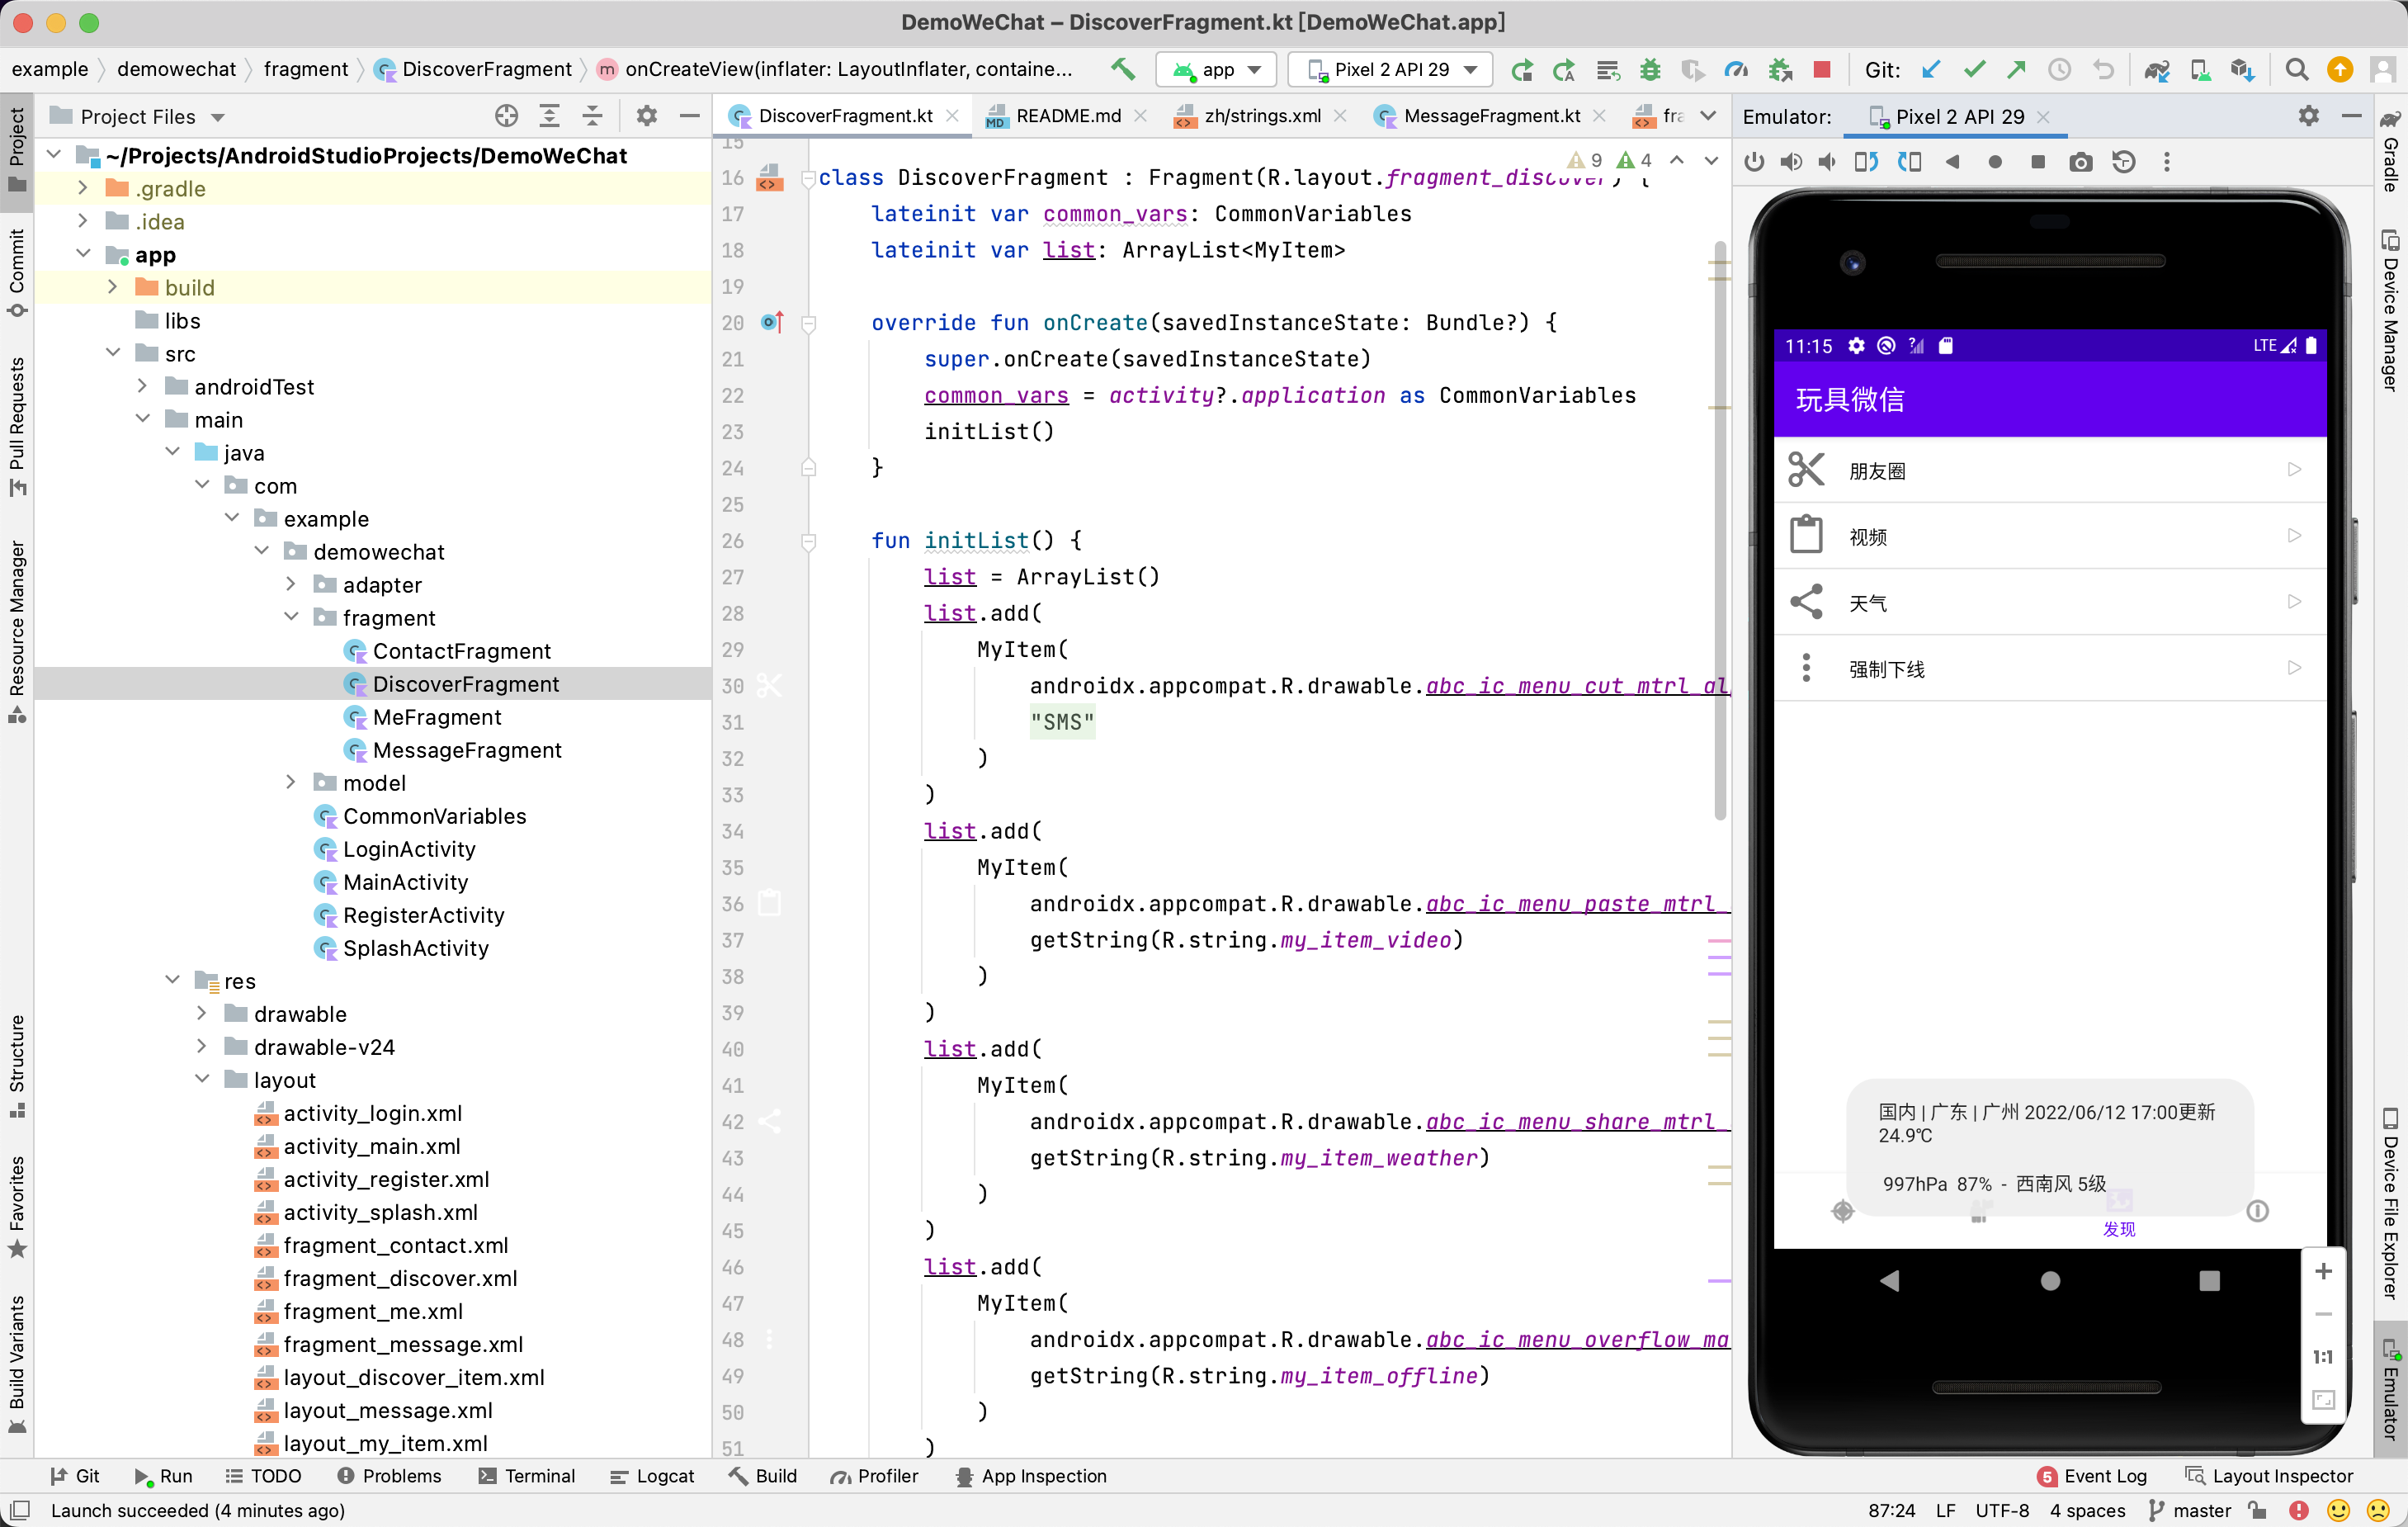 DemoWeChat – DiscoverFragment.kt [DemoWeChat.app]
example demowechat fragment DiscoverFragment m onCreateView(inflater: LayoutInflater, containe...
app Pixel 2 API 29 Git:
Project Files
DiscoverFragment.kt README.md zh/strings.xml MessageFragment.kt fra
Emulator: Pixel 2 API 29
Project
Commit
Pull Requests
Resource Manager
Structure
Favorites
Build Variants
~/Projects/AndroidStudioProjects/DemoWeChat
.gradle
.idea
app
build
libs
src
androidTest
main
java
com
example
demowechat
adapter
fragment
ContactFragment
DiscoverFragment
MeFragment
MessageFragment
model
CommonVariables
LoginActivity
MainActivity
RegisterActivity
SplashActivity
res
drawable
drawable-v24
layout
activity_login.xml
activity_main.xml
activity_register.xml
activity_splash.xml
fragment_contact.xml
fragment_discover.xml
fragment_me.xml
fragment_message.xml
layout_discover_item.xml
layout_message.xml
layout_my_item.xml
9 4
15
16 class DiscoverFragment : Fragment(R.layout.fragment_discover) {
17 lateinit var common_vars: CommonVariables
18 lateinit var list: ArrayList<MyItem>
19
20 override fun onCreate(savedInstanceState: Bundle?) {
21 super.onCreate(savedInstanceState)
22 common_vars = activity?.application as CommonVariables
23 initList()
24 }
25
26 fun initList() {
27 list = ArrayList()
28 list.add(
29 MyItem(
30 androidx.appcompat.R.drawable.abc_ic_menu_cut_mtrl_al
31 "SMS"
32 )
33 )
34 list.add(
35 MyItem(
36 androidx.appcompat.R.drawable.abc_ic_menu_paste_mtrl_
37 getString(R.string.my_item_video)
38 )
39 )
40 list.add(
41 MyItem(
42 androidx.appcompat.R.drawable.abc_ic_menu_share_mtrl_
43 getString(R.string.my_item_weather)
44 )
45 )
46 list.add(
47 MyItem(
48 androidx.appcompat.R.drawable.abc_ic_menu_overflow_ma
49 getString(R.string.my_item_offline)
50 )
51 )
11:15 LTE
玩具微信
朋友圈
视频
天气
强制下线
国内 | 广东 | 广州 2022/06/12 17:00更新
24.9℃
997hPa 87% - 西南风 5级
发现
1:1
Gradle
Device Manager
Device File Explorer
Emulator
Git Run TODO Problems Terminal Logcat Build Profiler App Inspection 5 Event Log Layout Inspector
Launch succeeded (4 minutes ago) 87:24 LF UTF-8 4 spaces master